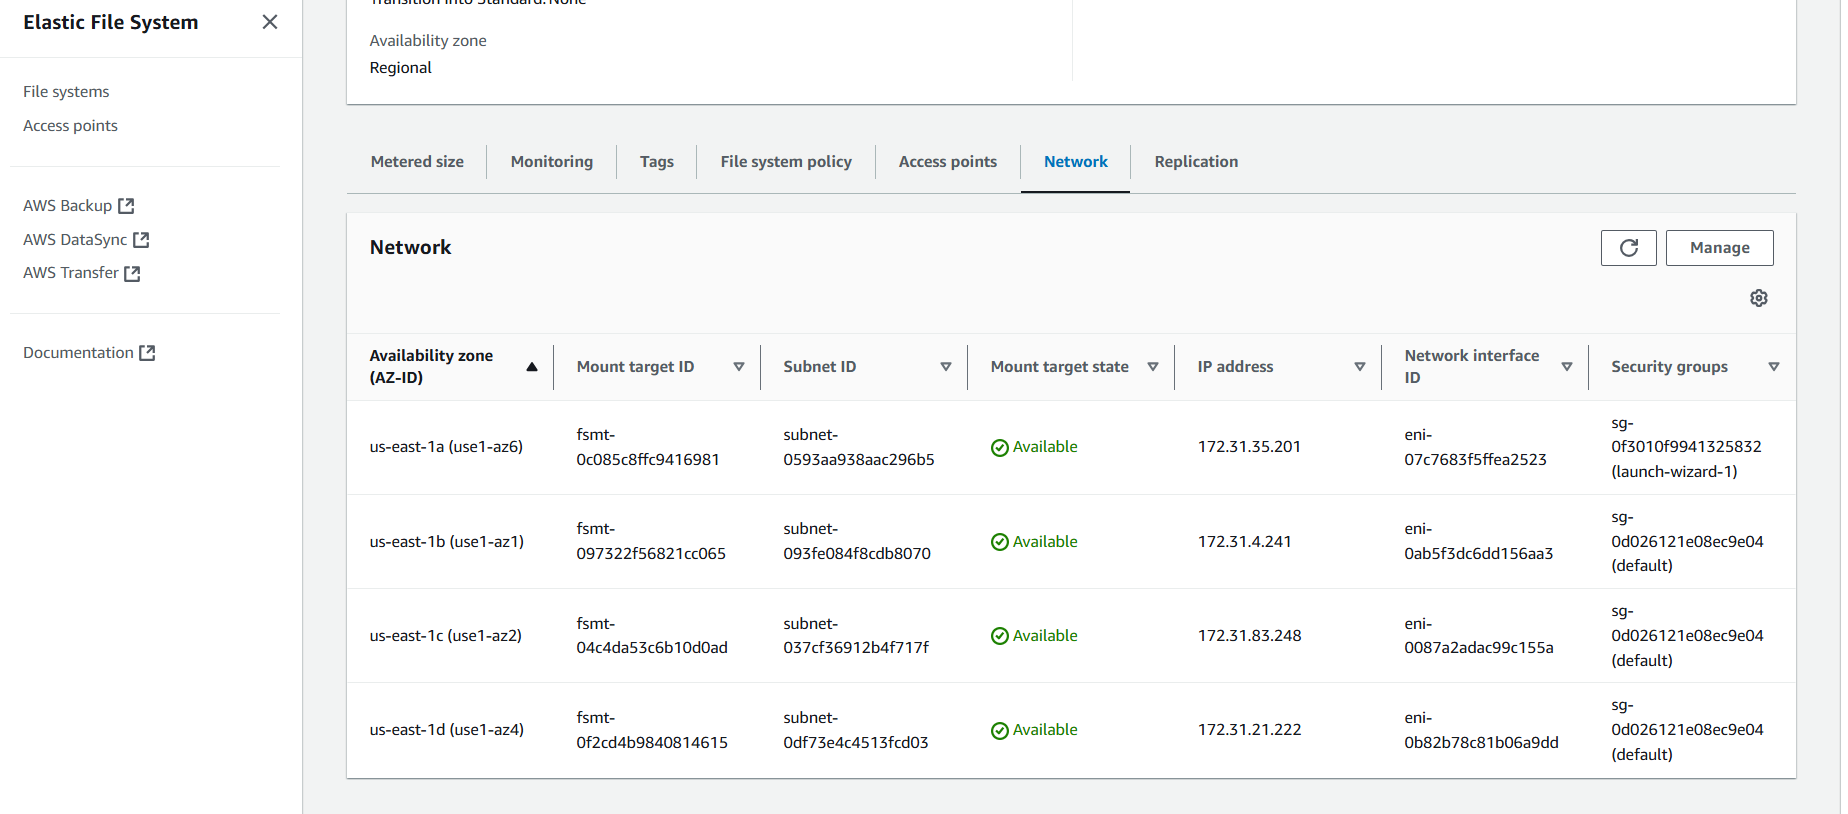 Elastic File System
File systems
Access points
AWS Backup
AWS DataSync
AWS Transfer
Documentation
Transition into Standard: None
Availability zone
Regional
Metered size
Monitoring
Tags
File system policy
Access points
Network
Replication
Network
Manage
Availability zone
(AZ-ID)
Mount target ID
Subnet ID
Mount target state
IP address
Network interface
ID
Security groups
us-east-1a (use1-az6)
fsmt-
0c085c8ffc9416981
subnet-
0593aa938aac296b5
Available
172.31.35.201
eni-
07c7683f5ffea2523
sg-
0f3010f9941325832
(launch-wizard-1)
us-east-1b (use1-az1)
fsmt-
097322f56821cc065
subnet-
093fe084f8cdb8070
Available
172.31.4.241
eni-
0ab5f3dc6dd156aa3
sg-
0d026121e08ec9e04
(default)
us-east-1c (use1-az2)
fsmt-
04c4da53c6b10d0ad
subnet-
037cf36912b4f717f
Available
172.31.83.248
eni-
0087a2adac99c155a
sg-
0d026121e08ec9e04
(default)
us-east-1d (use1-az4)
fsmt-
0f2cd4b9840814615
subnet-
0df73e4c4513fcd03
Available
172.31.21.222
eni-
0b82b78c81b06a9dd
sg-
0d026121e08ec9e04
(default)